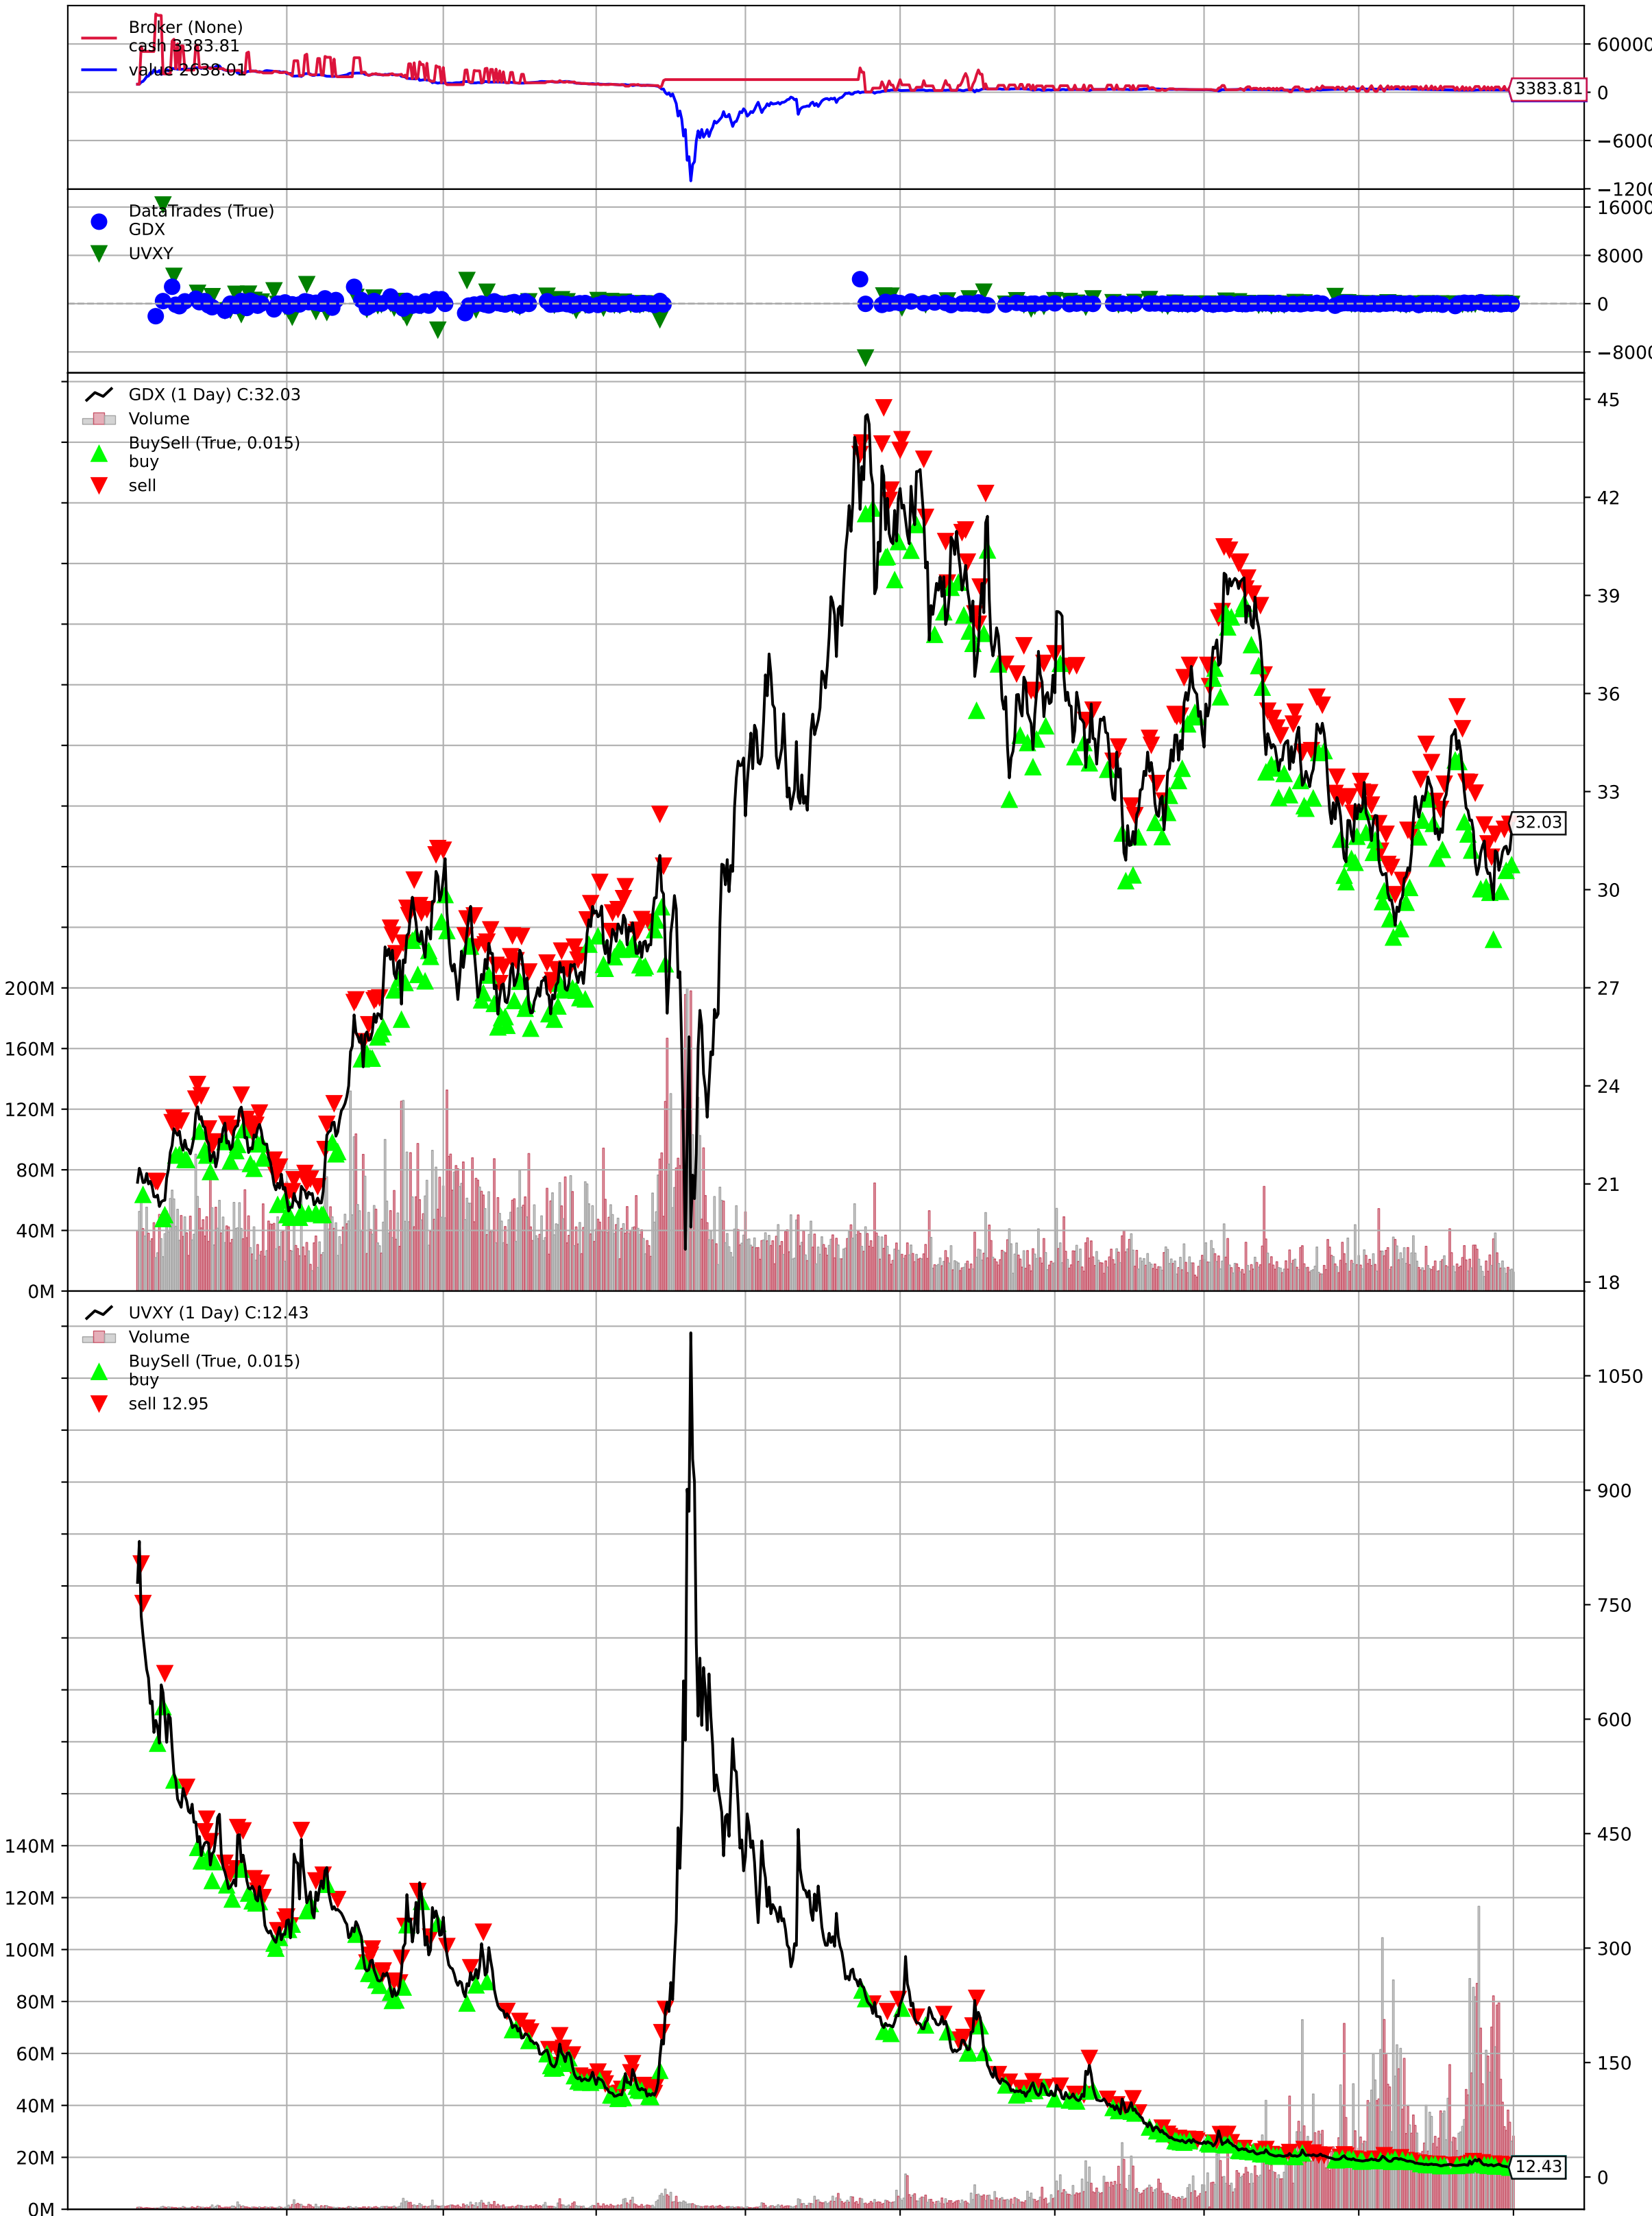 Broker (None)
cash 3383.81
value 2638.01
60000
3383.81
0
−6000
−1200
DataTrades (True)
GDX
UVXY
16000
8000
0
−8000
GDX (1 Day) C:32.03
Volume
BuySell (True, 0.015)
buy
sell
45
42
39
36
33
32.03
30
200M
27
160M
120M
24
80M
21
40M
0M
18
UVXY (1 Day) C:12.43
Volume
BuySell (True, 0.015)
buy
sell 12.95
1050
900
750
600
140M
450
120M
100M
300
80M
60M
150
40M
20M
12.43
0
0M